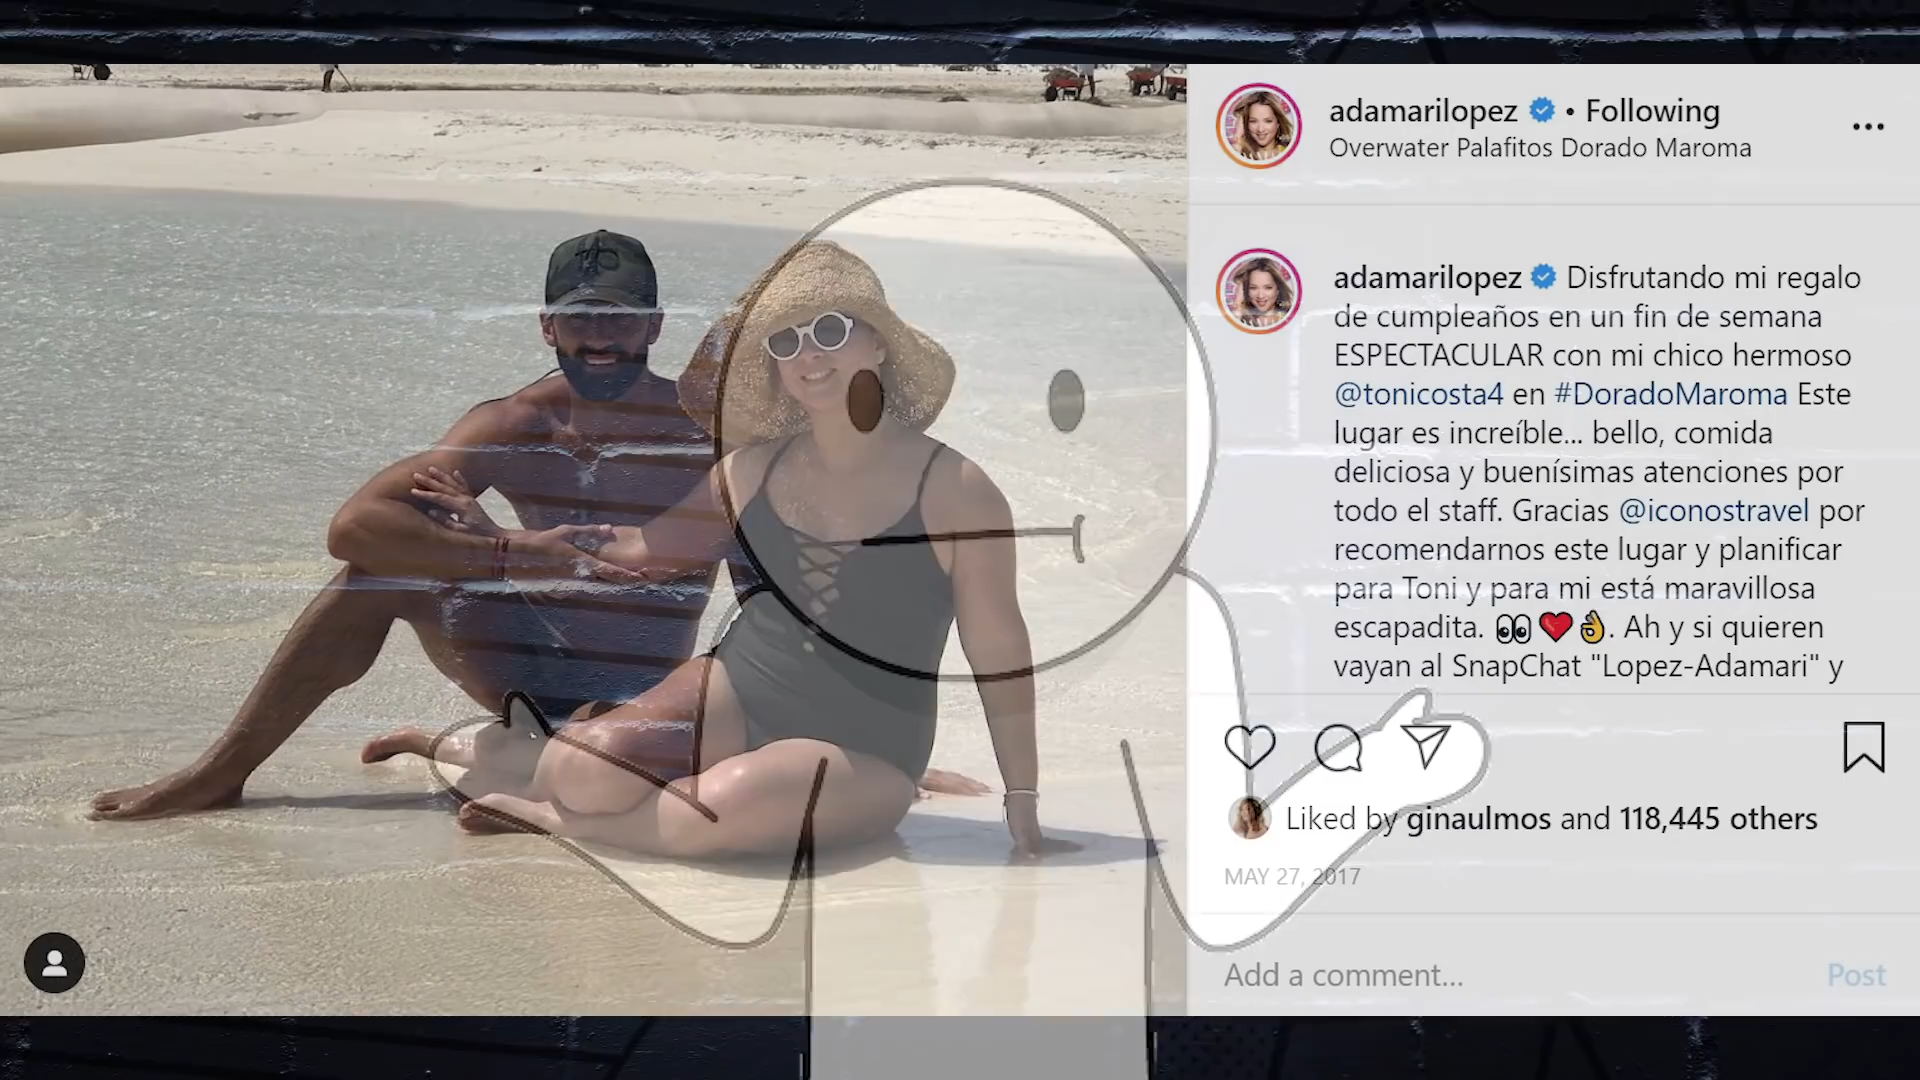 adamarilopez • Following
Overwater Palafitos Dorado Maroma
adamarilopez Disfrutando mi regalo
de cumpleaños en un fin de semana
ESPECTACULAR con mi chico hermoso
@tonicosta4 en #DoradoMaroma Este
lugar es increíble... bello, comida
deliciosa y buenísimas atenciones por
todo el staff. Gracias @iconostravel por
recomendarnos este lugar y planificar
para Toni y para mi está maravillosa
escapadita. 👀❤️👌. Ah y si quieren
vayan al SnapChat "Lopez-Adamari" y
Liked by ginaulmos and 118,445 others
MAY 27, 2017
Add a comment...
Post